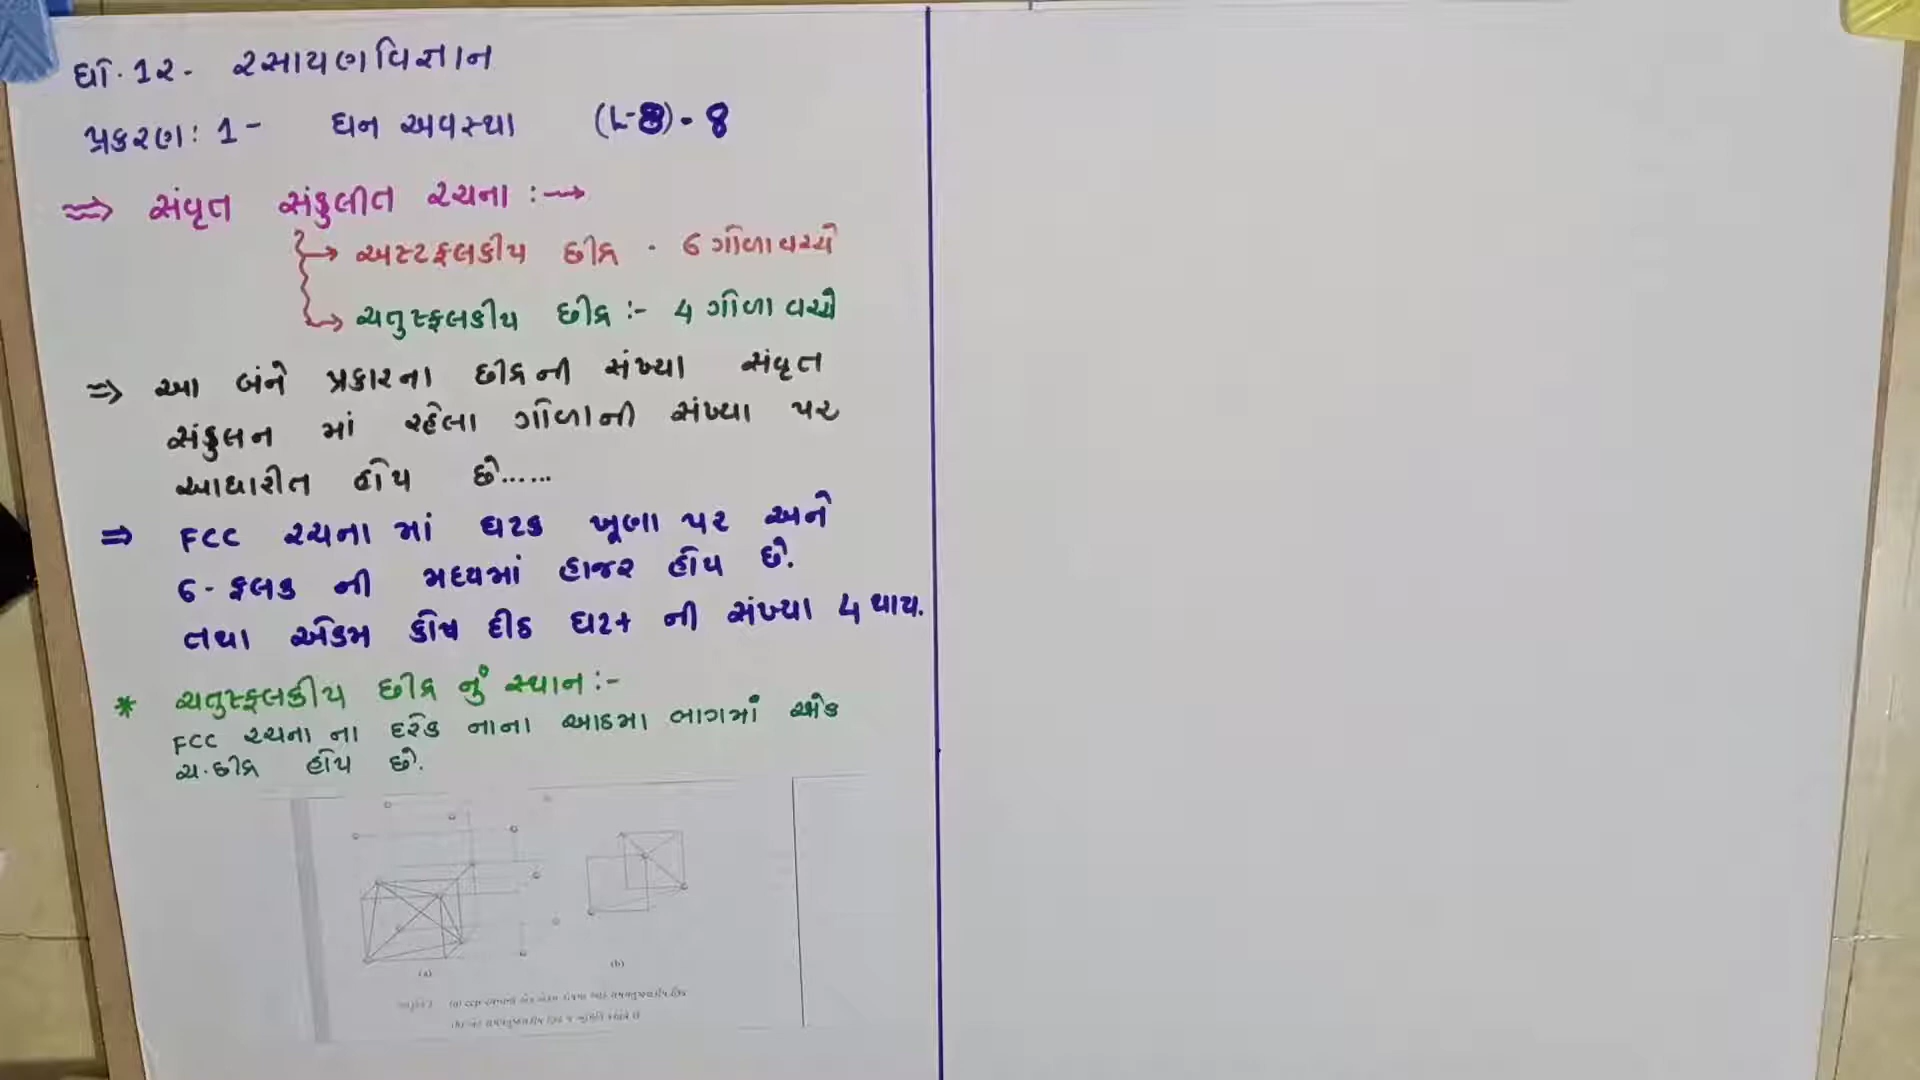 ધો. 12. - રસાયણવિજ્ઞાન
પ્રકરણ: 1 - ઘન અવસ્થા (L-8) - 8
⇒ સંવૃત સંકુલીત રચના :→
→ અષ્ટફલકીય છીદ્ર - 6 ગોળા વચ્ચે
→ ચતુષ્ફલકીય છીદ્ર :- 4 ગોળા વચ્ચે
⇒ આ બંને પ્રકારના છીદ્રની સંખ્યા સંવૃત
સંકુલન માં રહેલા ગોળાની સંખ્યા પર
આધારીત હોય છે......
⇒ FCC રચના માં ઘટક ખૂણા પર અને
6 - ફલક ની મધ્યમાં હાજર હોય છે.
તથા એકમ કોષ દીઠ ઘટક ની સંખ્યા 4 થાય.
* ચતુષ્ફલકીય છીદ્ર નું સ્થાન :-
FCC રચના ના દરેક નાના આઠમા ભાગમાં એક
ચ. છીદ્ર હોય છે.
(a) (b)